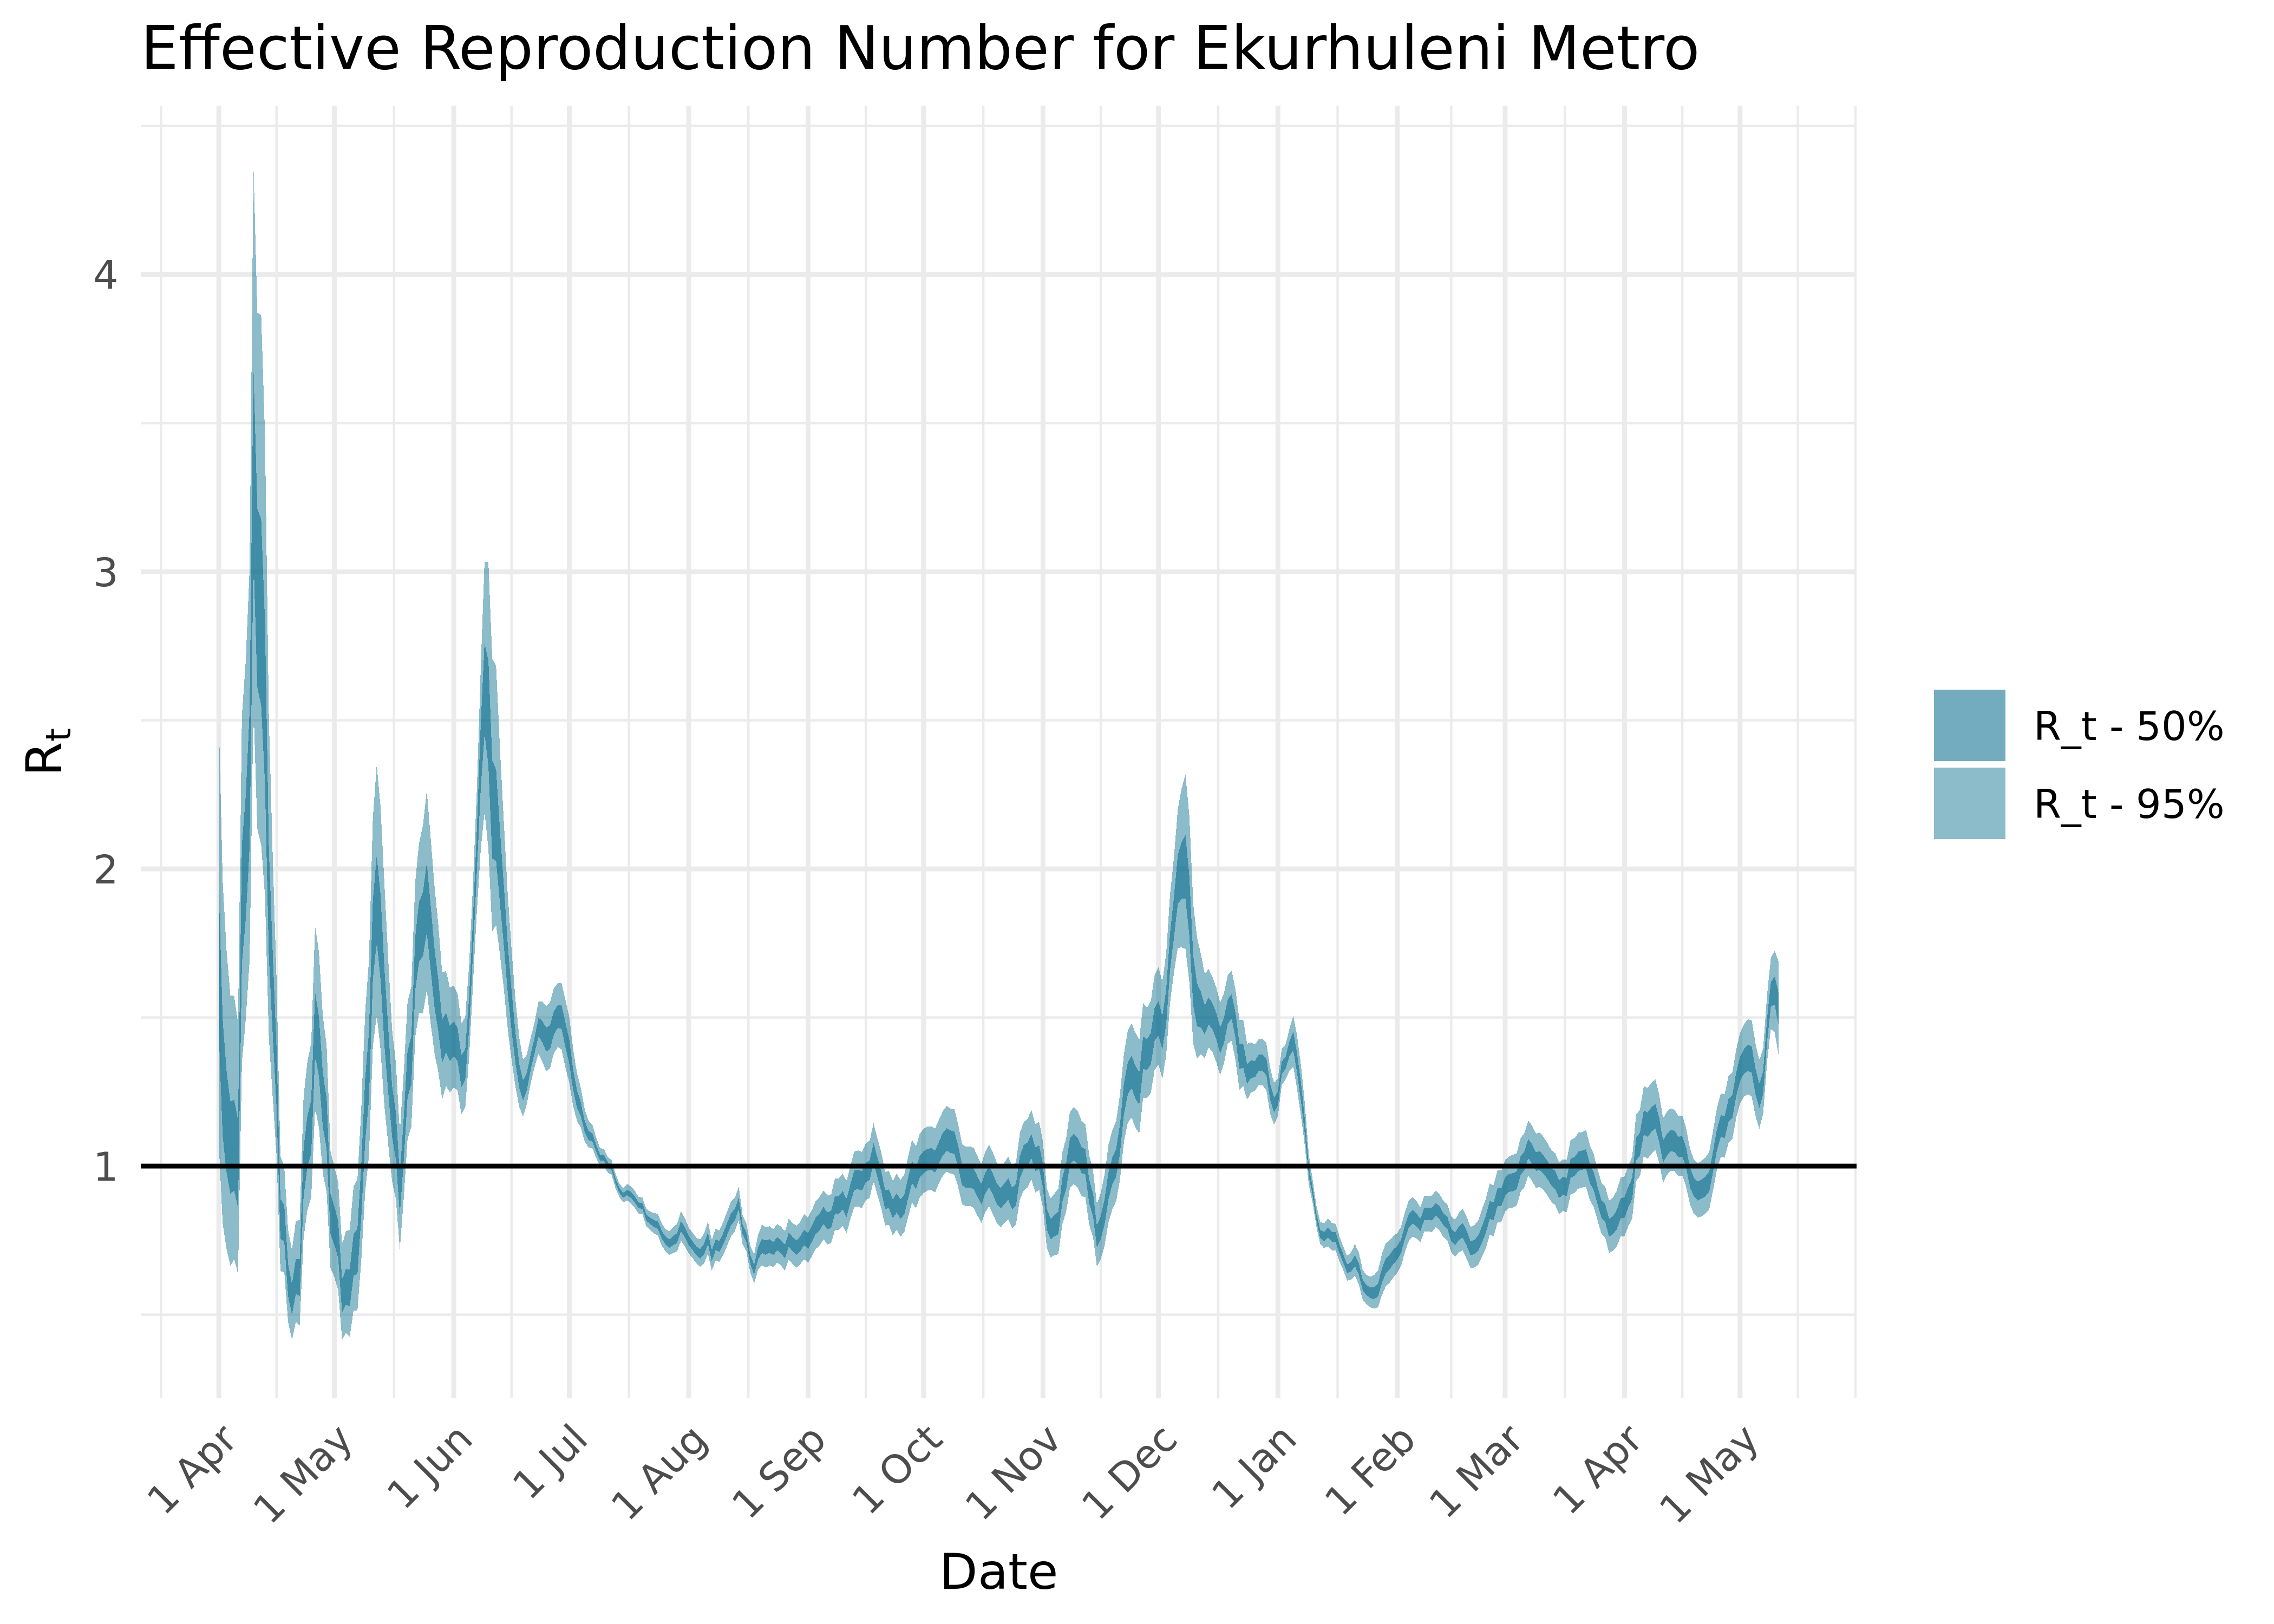 Effective Reproduction Number for Ekurhuleni Metro
R_t
4
3
2
1
1 Apr
1 May
1 Jun
1 Jul
1 Aug
1 Sep
1 Oct
1 Nov
1 Dec
1 Jan
1 Feb
1 Mar
1 Apr
1 May
Date
R_t - 50%
R_t - 95%